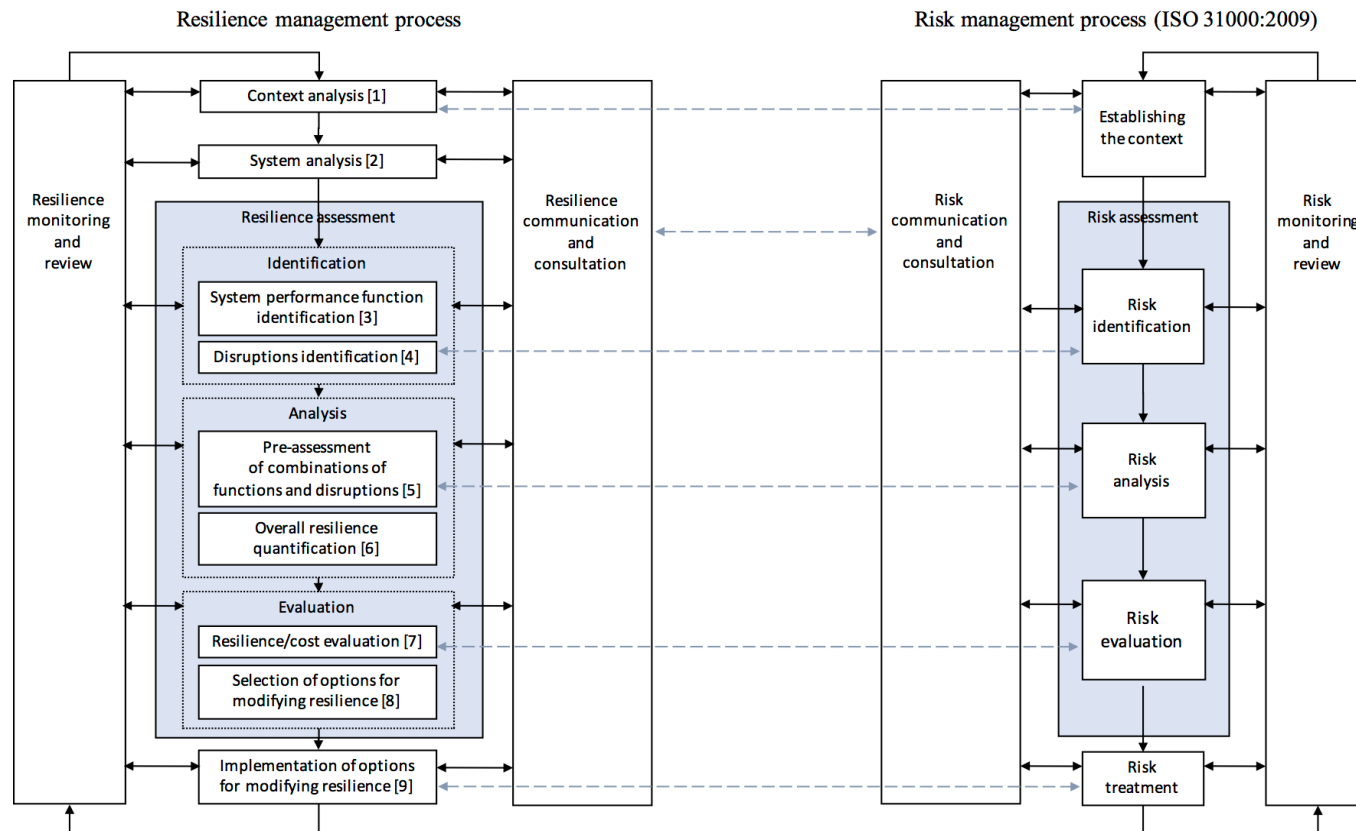 Resilience management process
Risk management process (ISO 31000:2009)
Context analysis [1]
System analysis [2]
Resilience
monitoring
and
review
Resilience assessment
Identification
System performance function
identification [3]
Disruptions identification [4]
Analysis
Pre-assessment
of combinations of
functions and disruptions [5]
Overall resilience
quantification [6]
Evaluation
Resilience/cost evaluation [7]
Selection of options for
modifying resilience [8]
Implementation of options
for modifying resilience [9]
Resilience
communication
and
consultation
Risk
communication
and
consultation
Establishing
the context
Risk assessment
Risk
identification
Risk
analysis
Risk
evaluation
Risk
treatment
Risk
monitoring
and
review